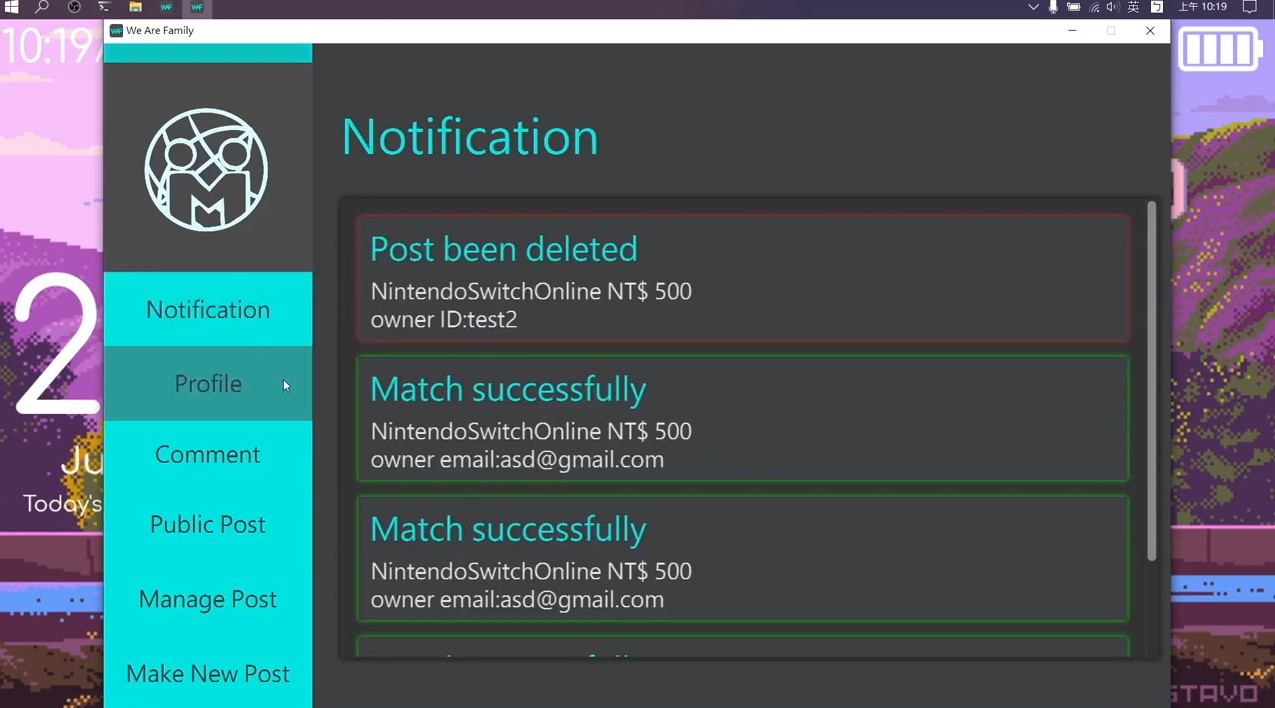 英
上午 10:19
We Are Family
10:19
Notification
Post been deleted
NintendoSwitchOnline NT$ 500
owner ID:test2
Match successfully
NintendoSwitchOnline NT$ 500
owner email:asd@gmail.com
Match successfully
NintendoSwitchOnline NT$ 500
owner email:asd@gmail.com
Notification
Profile
Comment
Public Post
Manage Post
Make New Post
2
Ju
Today's
STAVO